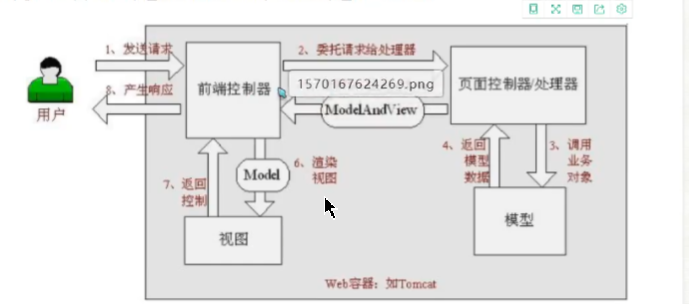 1、发送请求
2、委托请求给处理器
8、产生响应
前端控制器
1570167624269.png
页面控制器/处理器
用户
ModelAndView
4、返回
模型
数据
3、调用
业务
对象
6、渲染
视图
Model
7、返回
控制
模型
视图
Web容器：如Tomcat